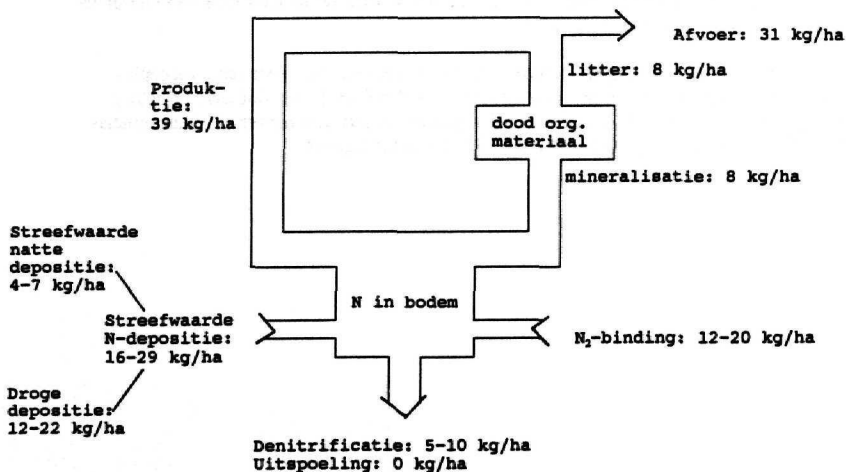 Afvoer: 31 kg/ha
litter: 8 kg/ha
Produk-
tie:
39 kg/ha
dood org.
materiaal
mineralisatie: 8 kg/ha
Streefwaarde
natte
depositie:
4-7 kg/ha
N in bodem
Streefwaarde
N-depositie:
16-29 kg/ha
N₂-binding: 12-20 kg/ha
Droge
depositie:
12-22 kg/ha
Denitrificatie: 5-10 kg/ha
Uitspoeling: 0 kg/ha